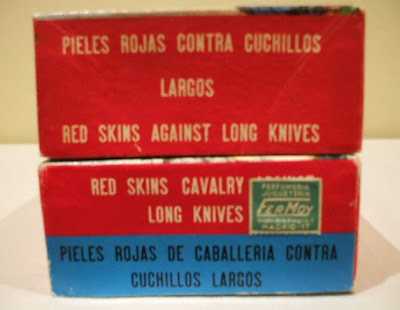 PIELES ROJAS CONTRA CUCHILLOS
LARGOS
RED SKINS AGAINST LONG KNIVES
RED SKINS CAVALRY
LONG KNIVES
PERFUMERIA
JUGUETERIA
FERMOY
MADRID-17
PIELES ROJAS DE CABALLERIA CONTRA
CUCHILLOS LARGOS